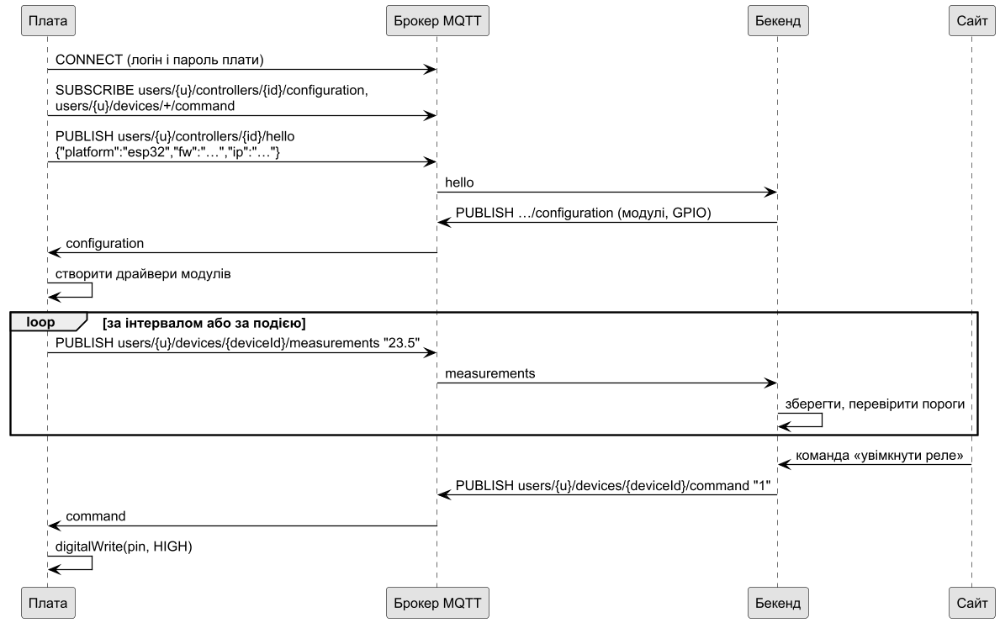 Плата
Брокер MQTT
Бекенд
Сайт
CONNECT (логін і пароль плати)
SUBSCRIBE users/{u}/controllers/{id}/configuration,
users/{u}/devices/+/command
PUBLISH users/{u}/controllers/{id}/hello
{"platform":"esp32","fw":"…","ip":"…"}
hello
PUBLISH …/configuration (модулі, GPIO)
configuration
створити драйвери модулів
loop
[за інтервалом або за подією]
PUBLISH users/{u}/devices/{deviceId}/measurements "23.5"
measurements
зберегти, перевірити пороги
команда «увімкнути реле»
PUBLISH users/{u}/devices/{deviceId}/command "1"
command
digitalWrite(pin, HIGH)
Плата
Брокер MQTT
Бекенд
Сайт